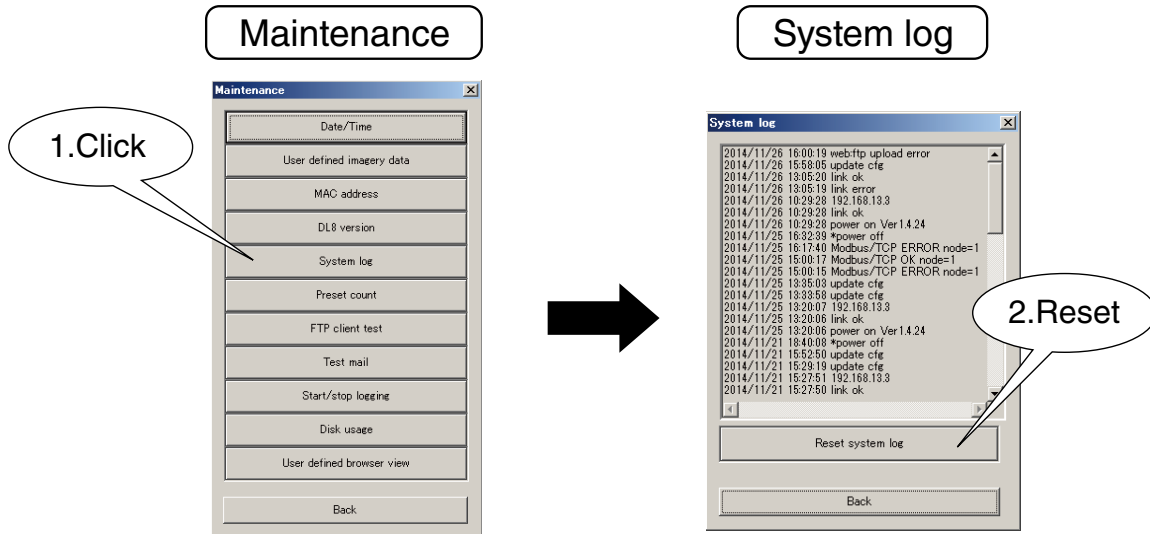 Maintenance
System log
Maintenance
1.Click
Date/Time
User defined imagery data
MAC address
DL8 version
System log
Preset count
FTP client test
Test mail
Start/stop logging
Disk usage
User defined browser view
Back
System log
2014/11/26 16:00:19 web:ftp upload error
2014/11/26 15:58:05 update cfg
2014/11/26 13:05:20 link ok
2014/11/26 13:05:19 link error
2014/11/26 10:29:28 192.168.13.3
2014/11/26 10:29:28 link ok
2014/11/26 10:29:28 power on Ver1.4.24
2014/11/25 16:32:39 *power off
2014/11/25 16:17:40 Modbus/TCP ERROR node=1
2014/11/25 15:00:17 Modbus/TCP OK node=1
2014/11/25 15:00:15 Modbus/TCP ERROR node=1
2014/11/25 13:35:03 update cfg
2014/11/25 13:33:58 update cfg
2014/11/25 13:20:07 192.168.13.3
2014/11/25 13:20:06 link ok
2014/11/25 13:20:06 power on Ver1.4.24
2014/11/21 18:40:08 *power off
2014/11/21 15:52:50 update cfg
2014/11/21 15:29:19 update cfg
2014/11/21 15:27:51 192.168.13.3
2014/11/21 15:27:50 link ok
2.Reset
Reset system log
Back